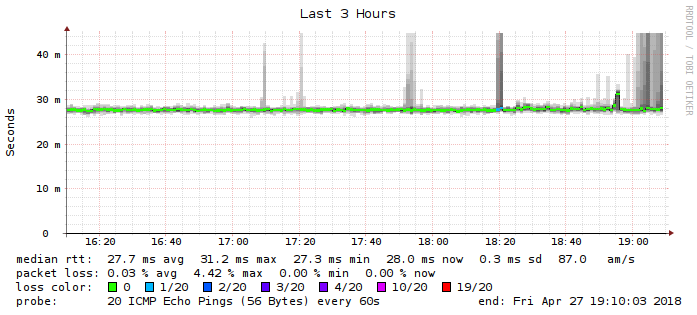 Last 3 Hours
RRDTOOL / TOBI OETIKER
Seconds
40 m
30 m
20 m
10 m
0
16:20 16:40 17:00 17:20 17:40 18:00 18:20 18:40 19:00
median rtt: 27.7 ms avg 31.2 ms max 27.3 ms min 28.0 ms now 0.3 ms sd 87.0 am/s
packet loss: 0.03 % avg 4.42 % max 0.00 % min 0.00 % now
loss color: 0 1/20 2/20 3/20 4/20 10/20 19/20
probe: 20 ICMP Echo Pings (56 Bytes) every 60s end: Fri Apr 27 19:10:03 2018